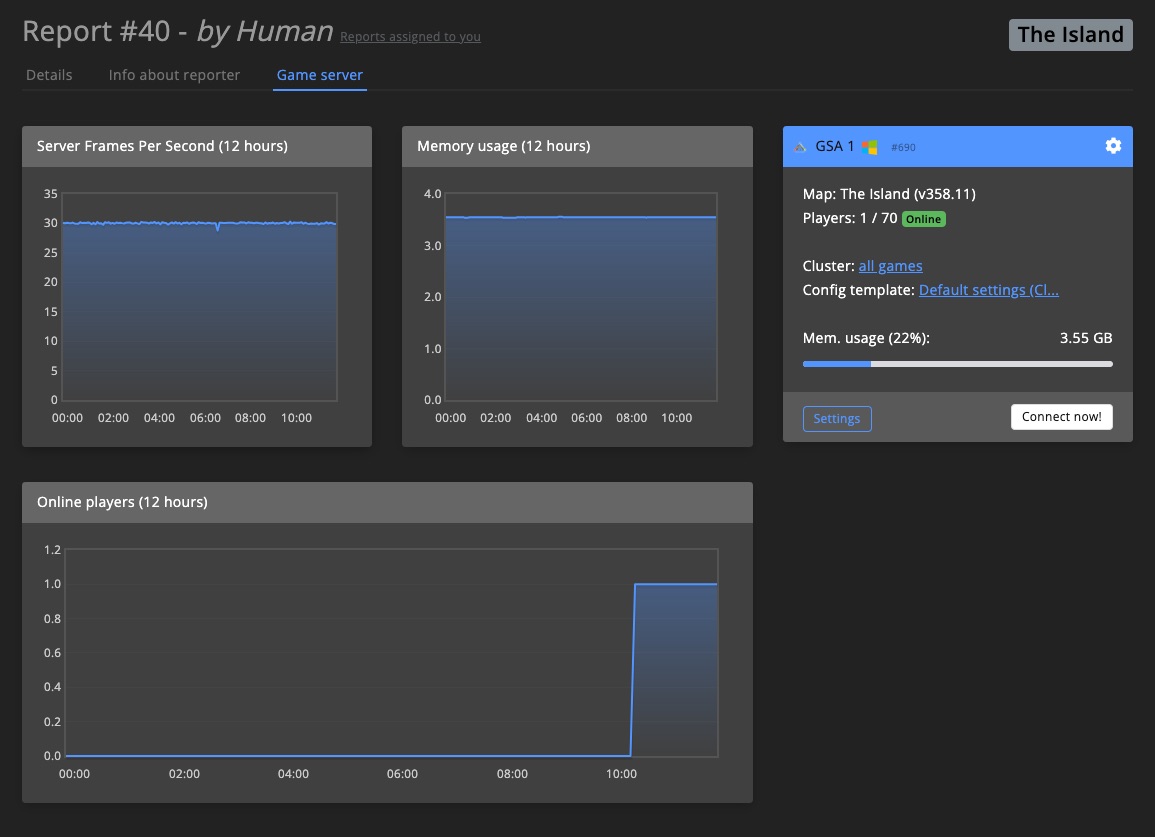 Report #40 - by Human Reports assigned to you
The Island
Details Info about reporter Game server
Server Frames Per Second (12 hours)
35
30
25
20
15
10
5
0
00:00 02:00 04:00 06:00 08:00 10:00
Memory usage (12 hours)
4.0
3.0
2.0
1.0
0.0
00:00 02:00 04:00 06:00 08:00 10:00
GSA 1 #690
Map: The Island (v358.11)
Players: 1 / 70 Online
Cluster: all games
Config template: Default settings (Cl...
Mem. usage (22%): 3.55 GB
Settings Connect now!
Online players (12 hours)
1.2
1.0
0.8
0.6
0.4
0.2
0.0
00:00 02:00 04:00 06:00 08:00 10:00